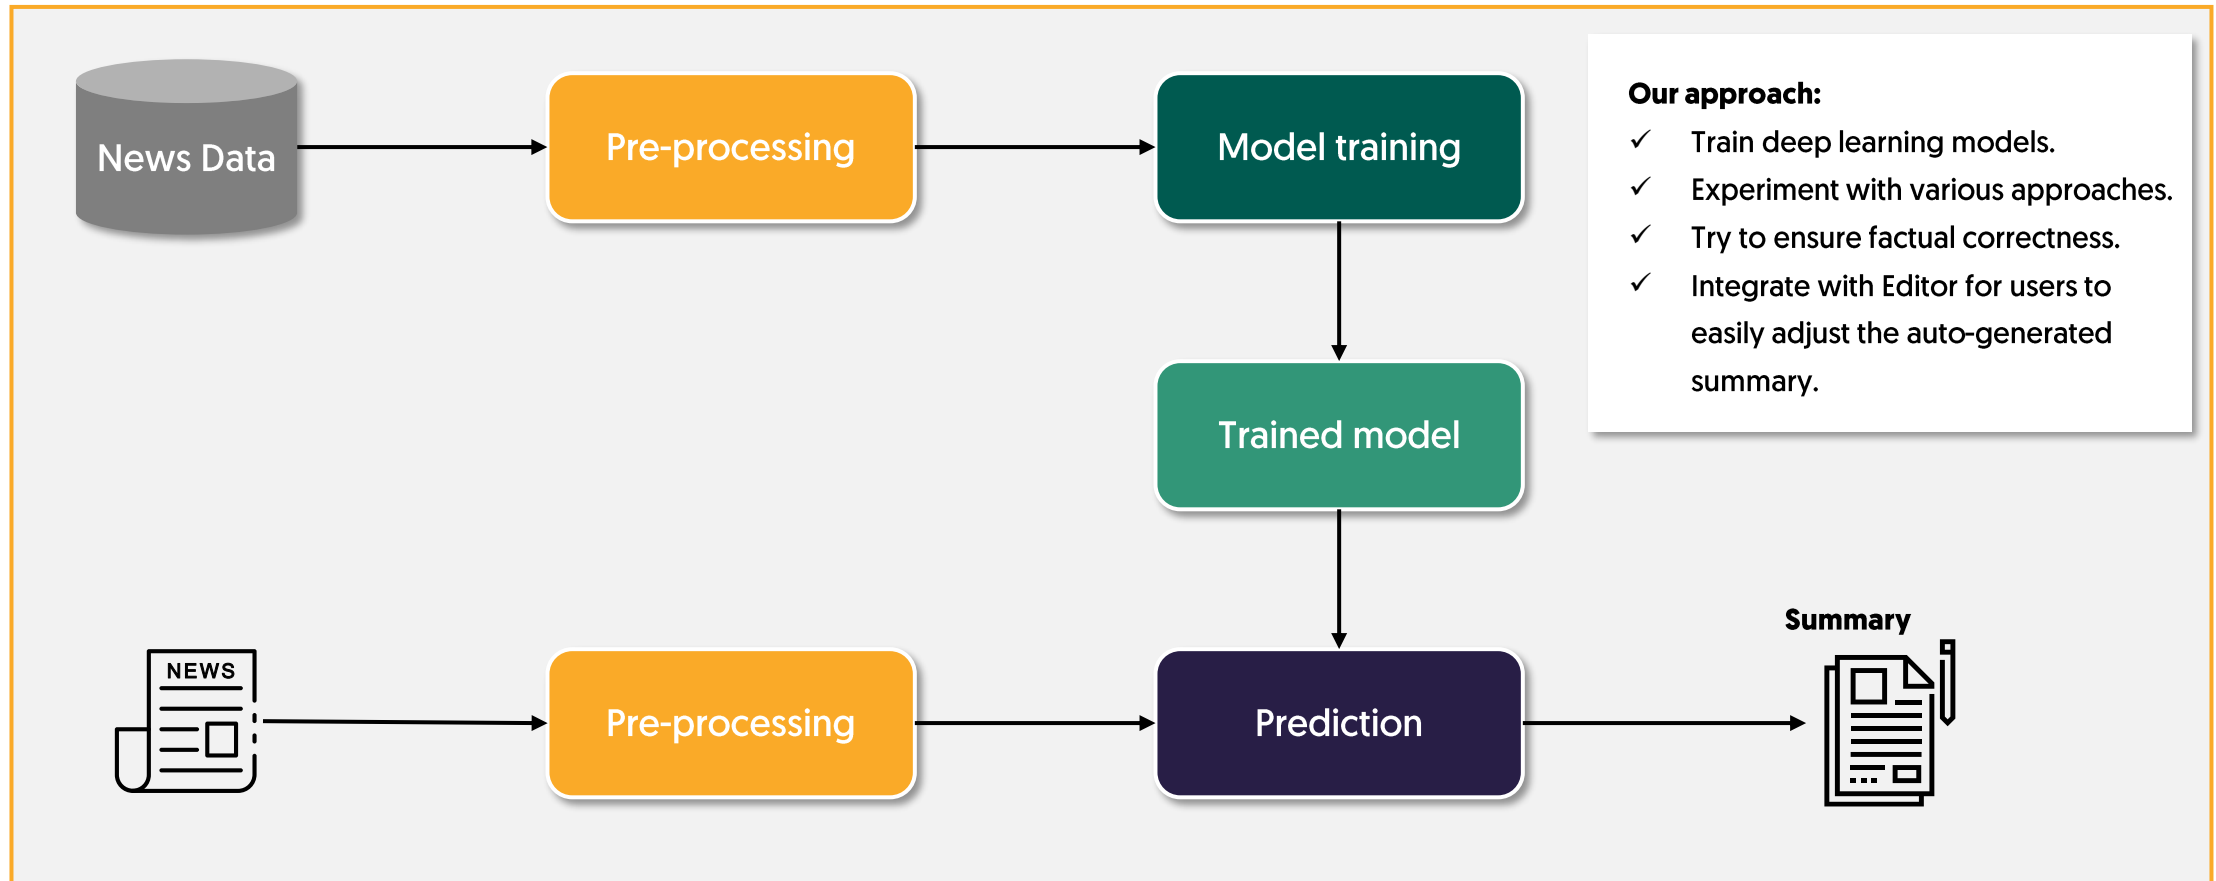 News Data
Pre-processing
Model training
Our approach:
✓ Train deep learning models.
✓ Experiment with various approaches.
✓ Try to ensure factual correctness.
✓ Integrate with Editor for users to
easily adjust the auto-generated
summary.
Trained model
NEWS
Pre-processing
Prediction
Summary